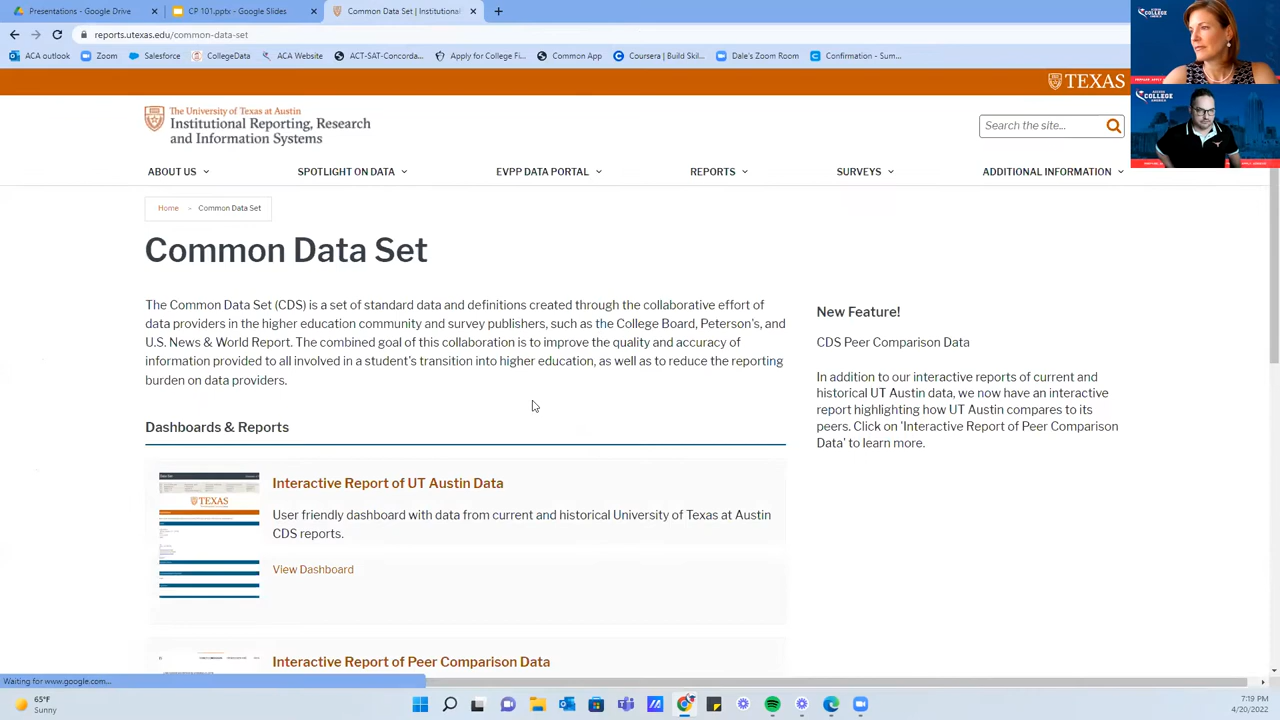 Presentations - Google Drive
CP-101.pptx - Google Slides
Common Data Set | Institutional
reports.utexas.edu/common-data-set
ACA outlook
Zoom
Salesforce
CollegeData
ACA Website
ACT-SAT-Concorda...
Apply for College Fi...
Common App
Coursera | Build Skil...
Dale's Zoom Room
Confirmation - Sum...
TEXAS
The University of Texas at Austin
Institutional Reporting, Research
and Information Systems
Search the site...
COLLEGE
ABOUT US
SPOTLIGHT ON DATA
EVPP DATA PORTAL
REPORTS
SURVEYS
ADDITIONAL INFORMATION
Home > Common Data Set
Common Data Set
The Common Data Set (CDS) is a set of standard data and definitions created through the collaborative effort of
data providers in the higher education community and survey publishers, such as the College Board, Peterson's, and
U.S. News & World Report. The combined goal of this collaboration is to improve the quality and accuracy of
information provided to all involved in a student's transition into higher education, as well as to reduce the reporting
burden on data providers.
New Feature!
CDS Peer Comparison Data
In addition to our interactive reports of current and
historical UT Austin data, we now have an interactive
report highlighting how UT Austin compares to its
peers. Click on 'Interactive Report of Peer Comparison
Data' to learn more.
Dashboards & Reports
TEXAS
Interactive Report of UT Austin Data
User friendly dashboard with data from current and historical University of Texas at Austin
CDS reports.
View Dashboard
Interactive Report of Peer Comparison Data
Waiting for www.google.com...
65°F
Sunny
7:19 PM
4/20/2022